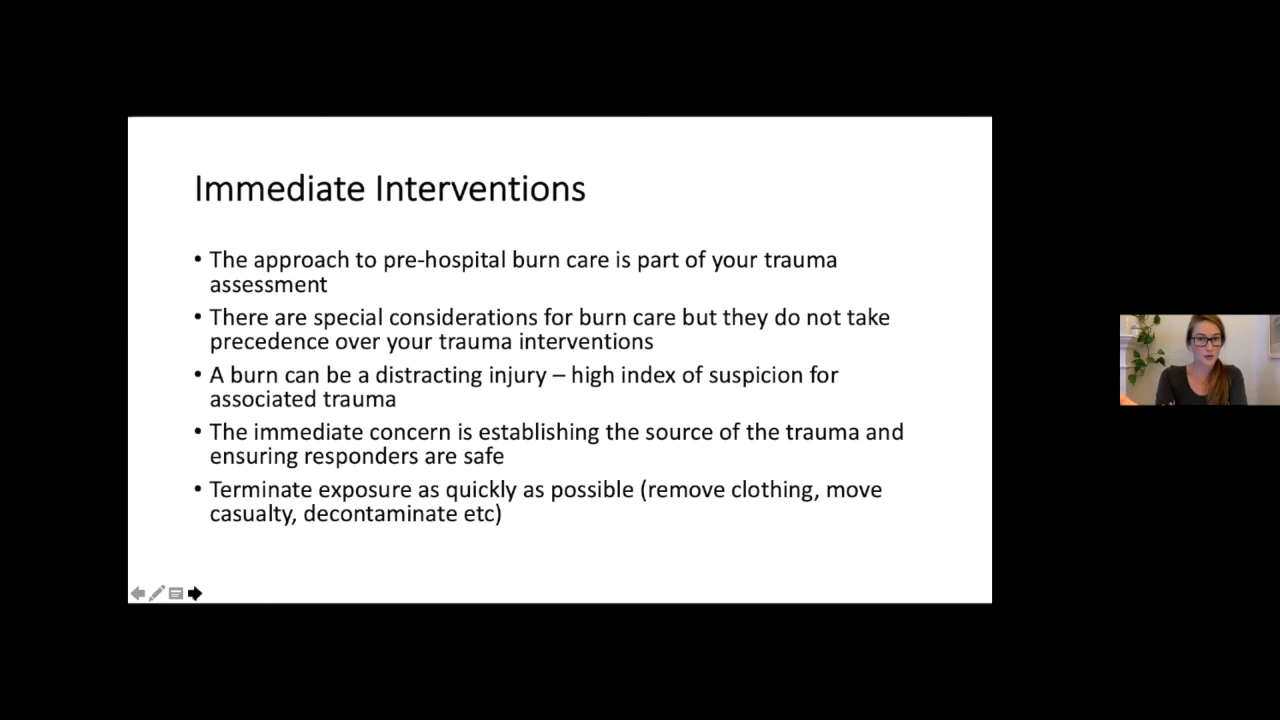 Immediate Interventions
• The approach to pre-hospital burn care is part of your trauma
assessment
• There are special considerations for burn care but they do not take
precedence over your trauma interventions
• A burn can be a distracting injury – high index of suspicion for
associated trauma
• The immediate concern is establishing the source of the trauma and
ensuring responders are safe
• Terminate exposure as quickly as possible (remove clothing, move
casualty, decontaminate etc)